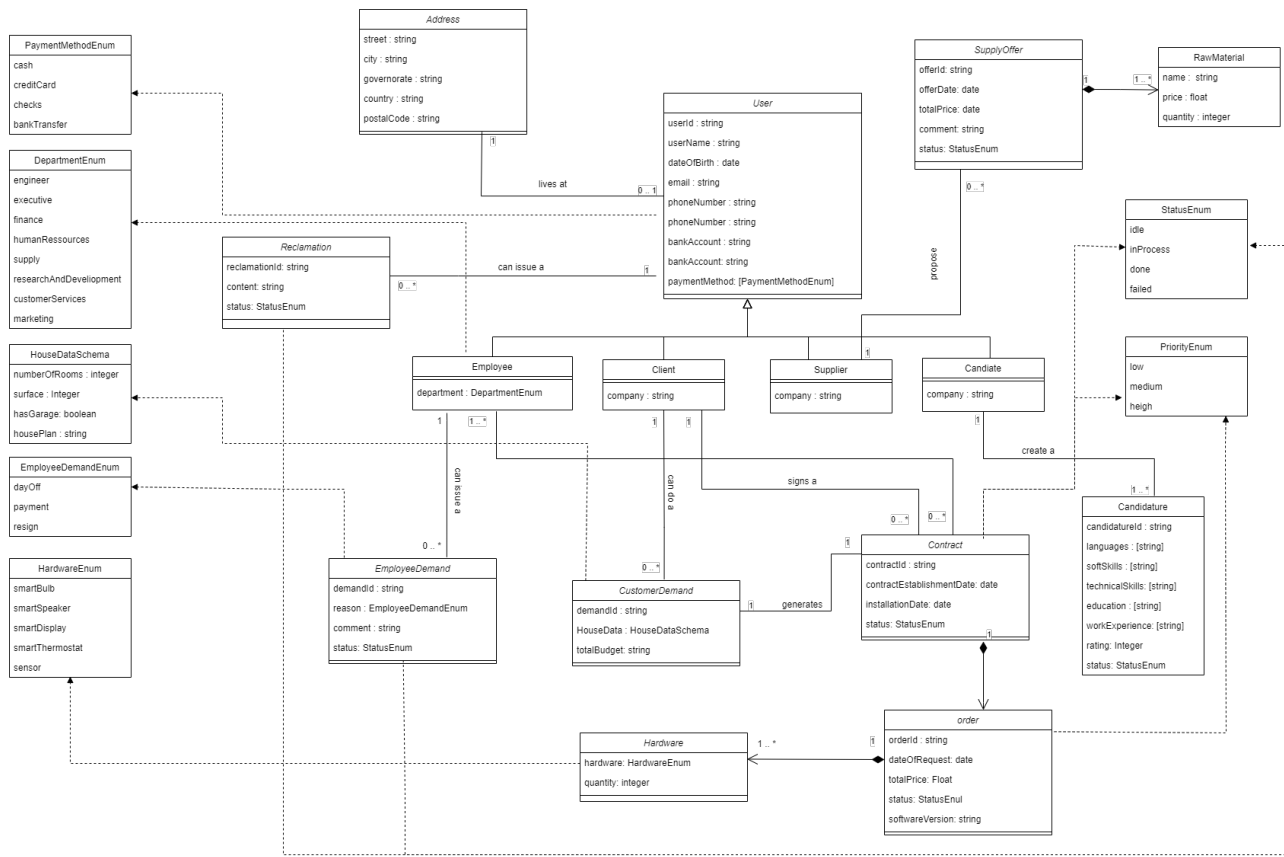 PaymentMethodEnum
cash
creditCard
checks
bankTransfer
DepartmentEnum
engineer
executive
finance
humanRessources
supply
researchAndDevelopment
customerServices
marketing
HouseDataSchema
numberOfRooms : integer
surface : Integer
hasGarage: boolean
housePlan : string
EmployeeDemandEnum
dayOff
payment
resign
HardwareEnum
smartBulb
smartSpeaker
smartDisplay
smartThermostat
sensor
Address
street : string
city : string
governorate : string
country : string
postalCode : string
1
lives at
0 .. 1
User
userId : string
userName : string
dateOfBirth : date
email : string
phoneNumber : string
phoneNumber : string
bankAccount : string
bankAccount : string
paymentMethod: [PaymentMethodEnum]
SupplyOffer
offerId: string
offerDate: date
totalPrice: date
comment: string
status: StatusEnum
1
1 .. *
RawMaterial
name : string
price : float
quantity : integer
0 .. *
propose
1
Reclamation
reclamationId: string
content: string
status: StatusEnum
0 .. *
can issue a
1
StatusEnum
idle
inProcess
done
failed
PriorityEnum
low
medium
heigh
Employee
department : DepartmentEnum
Client
company : string
Supplier
company : string
Candiate
company : string
1
1 .. *
1
1
1
can issue a
can do a
signs a
create a
0 .. *
0 .. *
0 .. *
0 .. *
1 .. *
EmployeeDemand
demandId : string
reason : EmployeeDemandEnum
comment : string
status: StatusEnum
CustomerDemand
demandId : string
HouseData : HouseDataSchema
totalBudget: string
1
generates
1
Contract
contractId : string
contractEstablishmentDate: date
installationDate: date
status: StatusEnum
1
Candidature
candidatureId : string
languages : [string]
softSkills : [string]
technicalSkills: [string]
education : [string]
workExperience: [string]
rating: Integer
status: StatusEnum
Hardware
hardware: HardwareEnum
quantity: integer
1 .. *
1
order
orderId : string
dateOfRequest: date
totalPrice: Float
status: StatusEnul
softwareVersion: string